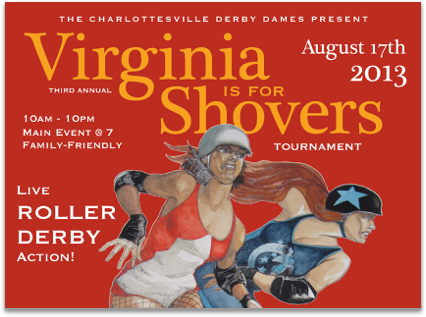 THE CHARLOTTESVILLE DERBY DAMES PRESENT
Virginia
August 17th
2013
THIRD ANNUAL
IS FOR
Shovers
TOURNAMENT
10AM - 10PM
MAIN EVENT @ 7
FAMILY-FRIENDLY
LIVE
ROLLER
DERBY
ACTION!